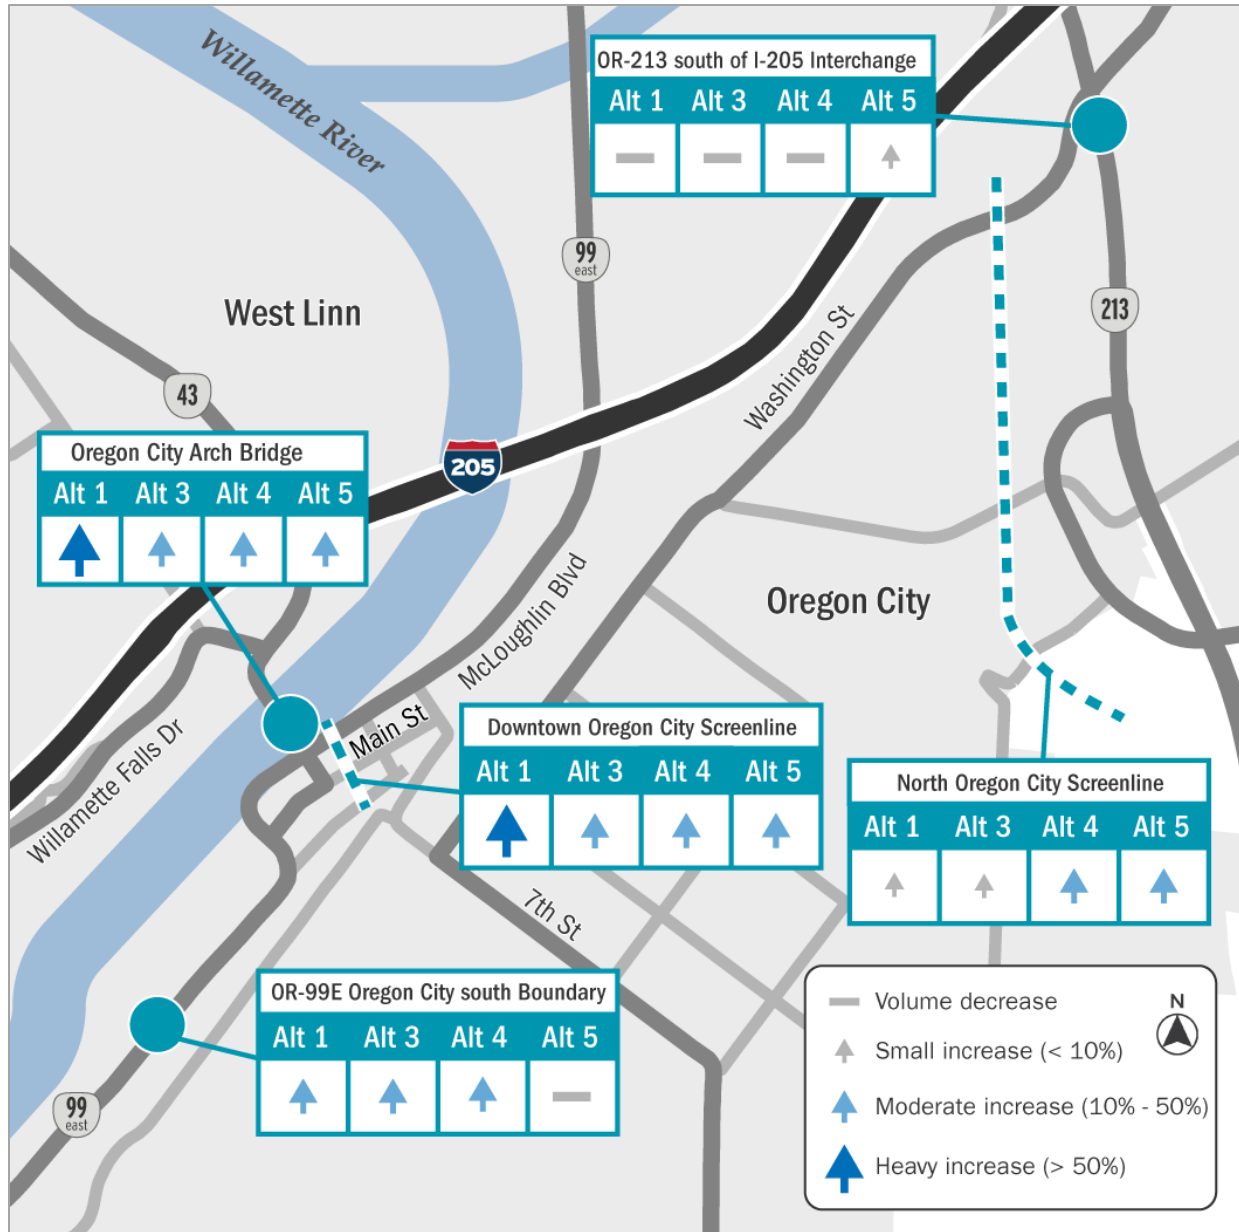 Willamette River
OR-213 south of I-205 Interchange
Alt 1 Alt 3 Alt 4 Alt 5
99
east
West Linn
Washington St
213
43
205
Oregon City Arch Bridge
Alt 1 Alt 3 Alt 4 Alt 5
McLoughlin Blvd
Oregon City
Main St
Willamette Falls Dr
Downtown Oregon City Screenline
Alt 1 Alt 3 Alt 4 Alt 5
North Oregon City Screenline
Alt 1 Alt 3 Alt 4 Alt 5
7th St
OR-99E Oregon City south Boundary
Alt 1 Alt 3 Alt 4 Alt 5
99
east
Volume decrease
N
Small increase (< 10%)
Moderate increase (10% - 50%)
Heavy increase (> 50%)